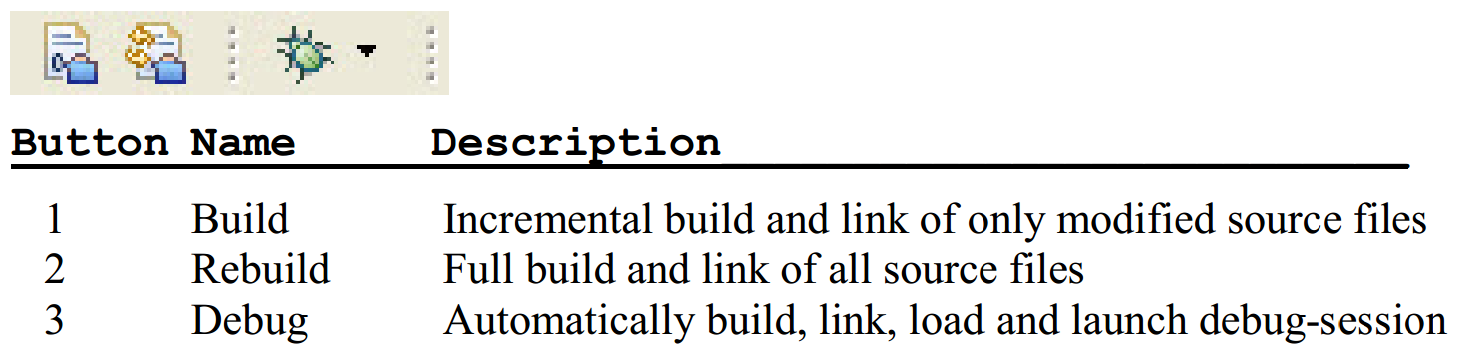 Button Name Description
1 Build Incremental build and link of only modified source files
2 Rebuild Full build and link of all source files
3 Debug Automatically build, link, load and launch debug-session